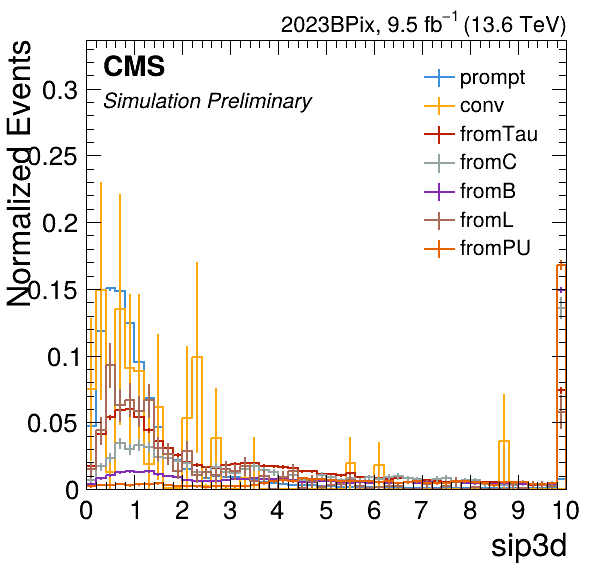 2023BPix, 9.5 fb⁻¹ (13.6 TeV)
CMS
Simulation Preliminary
prompt
conv
fromTau
fromC
fromB
fromL
fromPU
Normalized Events
0.3
0.25
0.2
0.15
0.1
0.05
0
0 1 2 3 4 5 6 7 8 9 10
sip3d